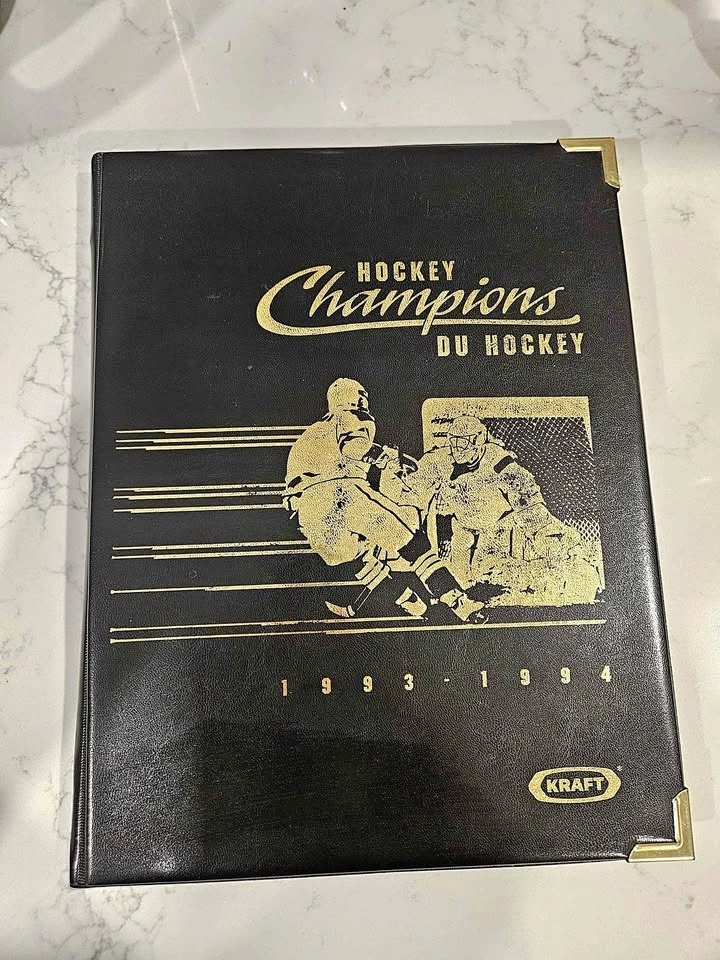 HOCKEY
Champions
DU HOCKEY
1993-1994
KRAFT®